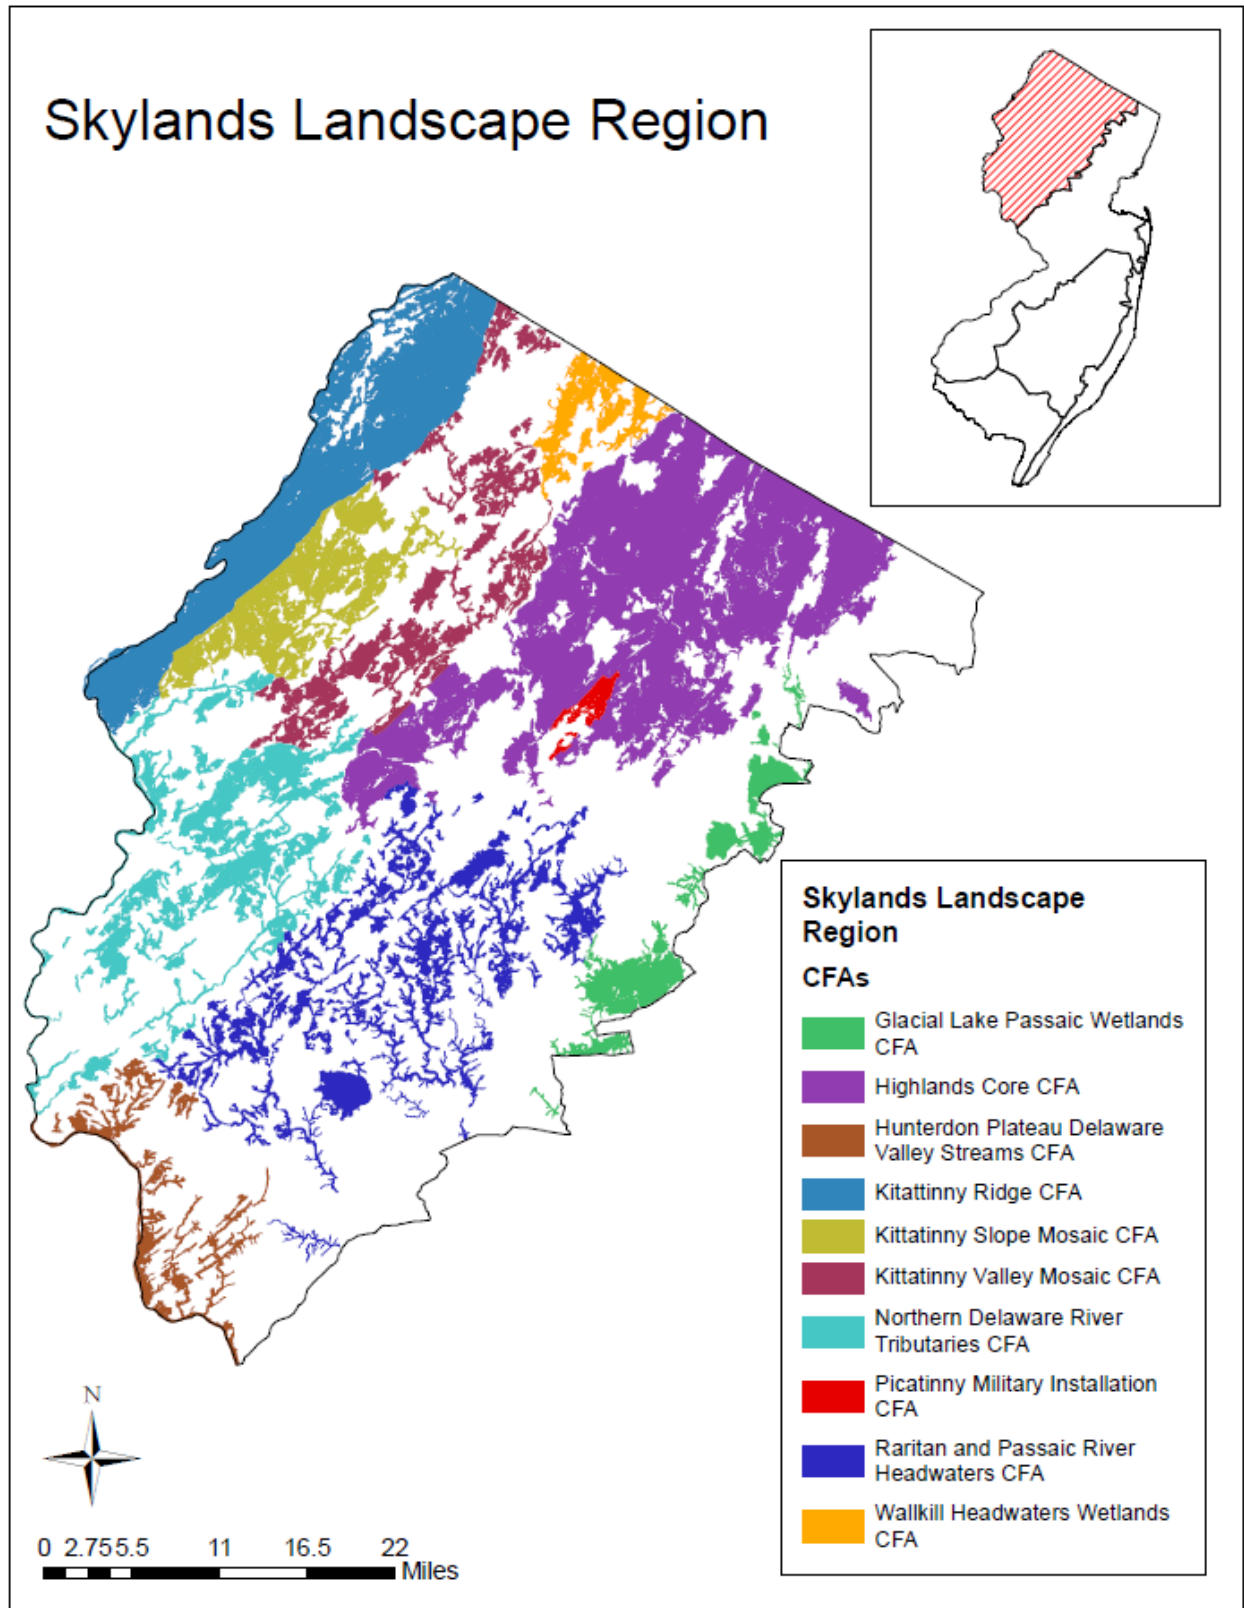 Skylands Landscape Region
Skylands Landscape
Region
CFAs
Glacial Lake Passaic Wetlands
CFA
Highlands Core CFA
Hunterdon Plateau Delaware
Valley Streams CFA
Kitattinny Ridge CFA
Kittatinny Slope Mosaic CFA
Kittatinny Valley Mosaic CFA
Northern Delaware River
Tributaries CFA
Picatinny Military Installation
CFA
Raritan and Passaic River
Headwaters CFA
Wallkill Headwaters Wetlands
CFA
N
0 2.75 5.5 11 16.5 22
Miles